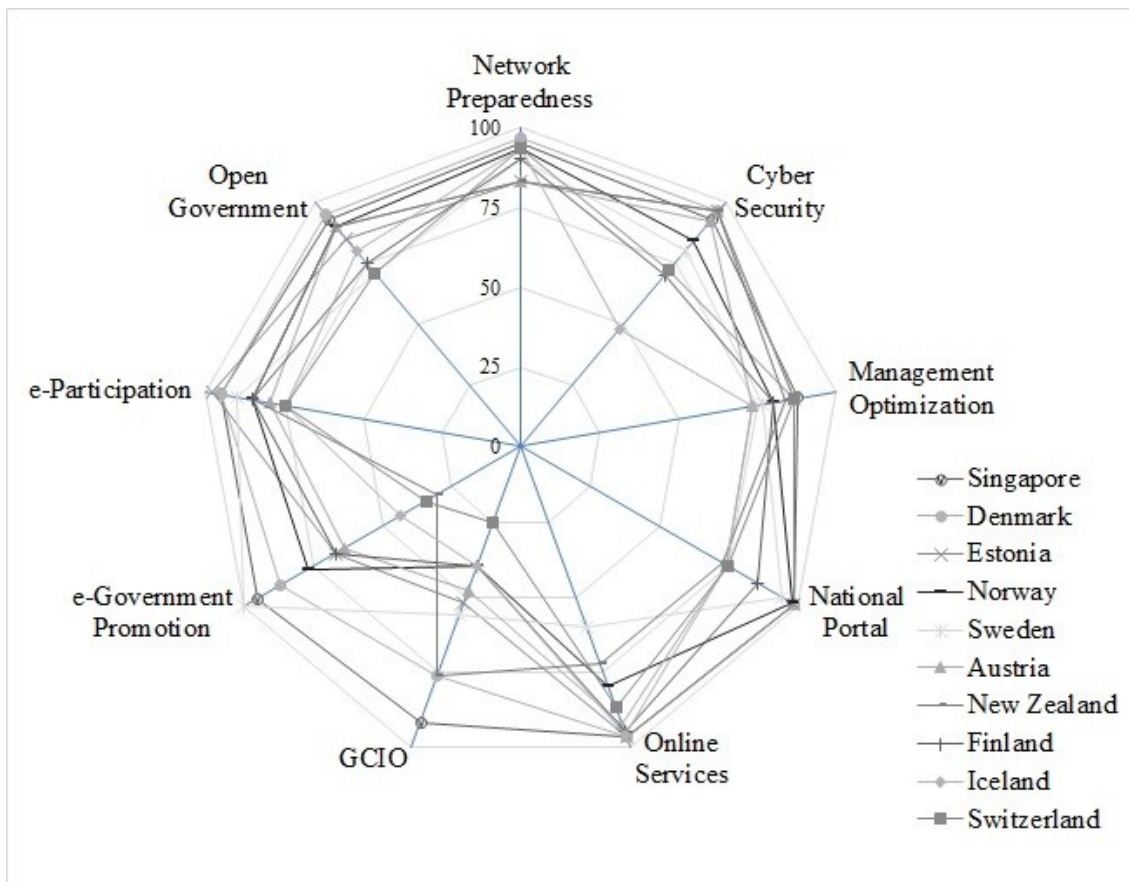 Network
Preparedness
100
Open
Government
Cyber
Security
75
50
e-Participation
25
Management
Optimization
0
Singapore
Denmark
Estonia
e-Government
Promotion
National
Portal
Norway
Sweden
Austria
New Zealand
GCIO
Online
Services
Finland
Iceland
Switzerland